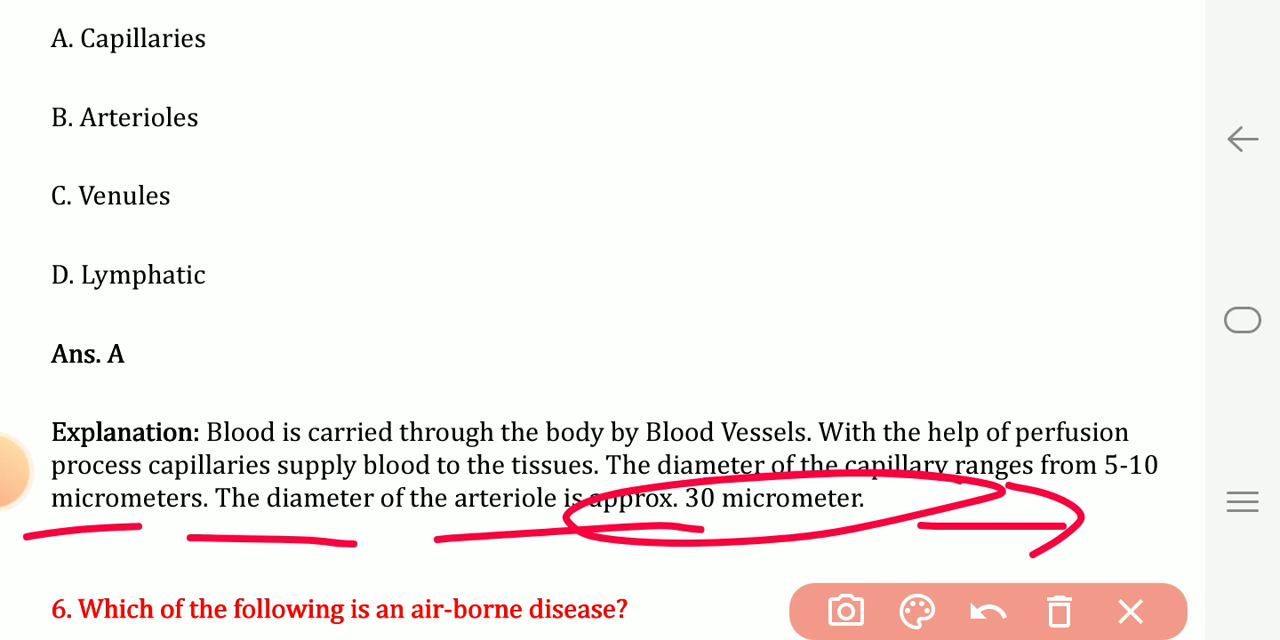 A. Capillaries
B. Arterioles
C. Venules
D. Lymphatic
Ans. A
Explanation: Blood is carried through the body by Blood Vessels. With the help of perfusion
process capillaries supply blood to the tissues. The diameter of the capillary ranges from 5-10
micrometers. The diameter of the arteriole is approx. 30 micrometer.
6. Which of the following is an air-borne disease?